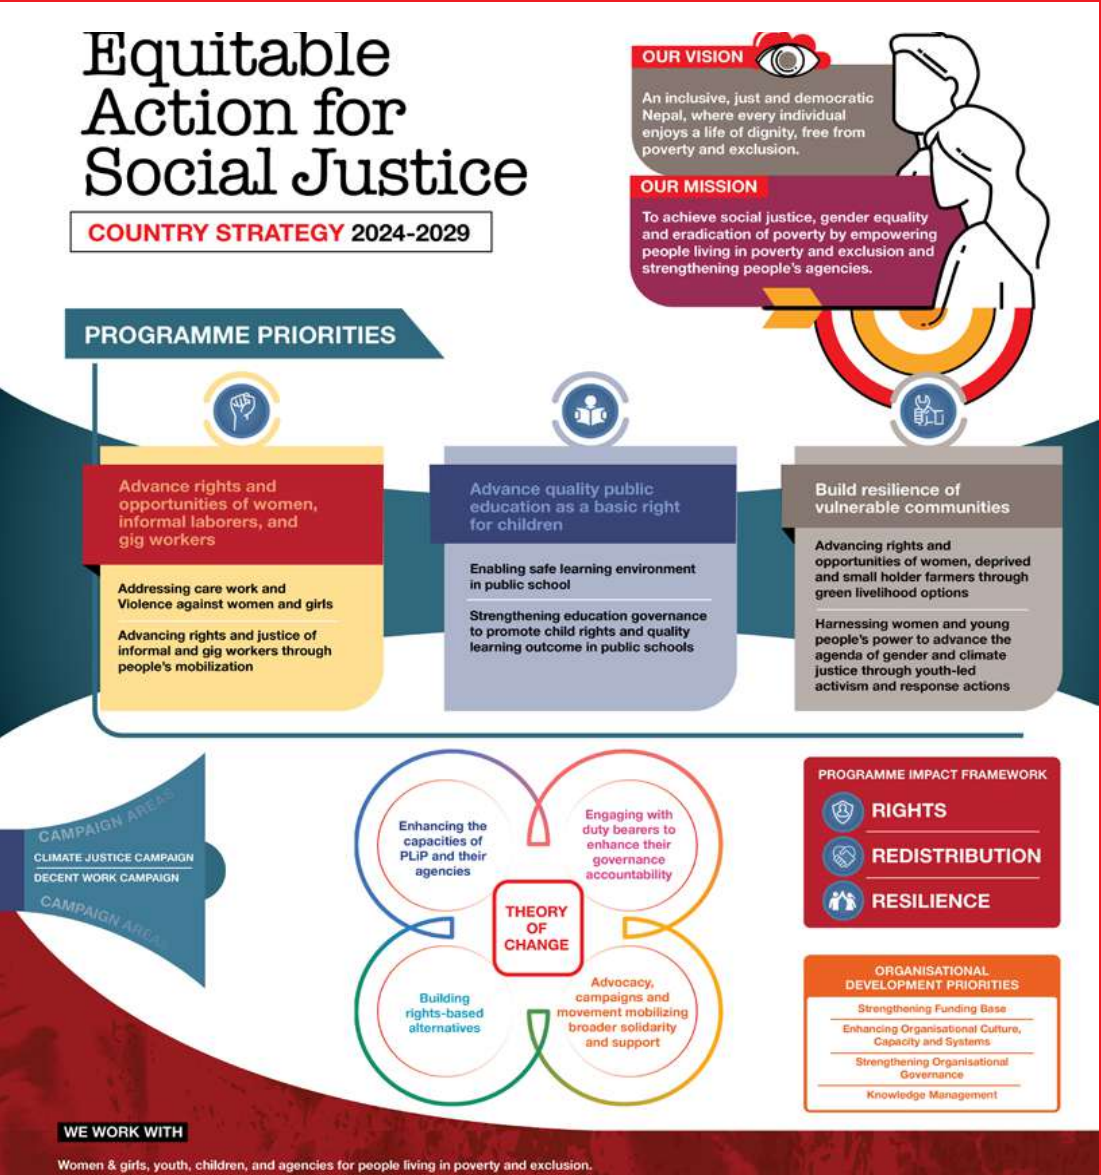 Equitable
Action for
Social Justice
COUNTRY STRATEGY 2024-2029
OUR VISION
An inclusive, just and democratic
Nepal, where every individual
enjoys a life of dignity, free from
poverty and exclusion.
OUR MISSION
To achieve social justice, gender equality
and eradication of poverty by empowering
people living in poverty and exclusion and
strengthening people's agencies.
PROGRAMME PRIORITIES
Advance rights and
opportunities of women,
informal laborers, and
gig workers
Addressing care work and
Violence against women and girls
Advancing rights and justice of
informal and gig workers through
people's mobilization
Advance quality public
education as a basic right
for children
Enabling safe learning environment
in public school
Strengthening education governance
to promote child rights and quality
learning outcome in public schools
Build resilience of
vulnerable communities
Advancing rights and
opportunities of women, deprived
and small holder farmers through
green livelihood options
Harnessing women and young
people's power to advance the
agenda of gender and climate
justice through youth-led
activism and response actions
CAMPAIGN AREAS
CLIMATE JUSTICE CAMPAIGN
DECENT WORK CAMPAIGN
CAMPAIGN AREAS
Enhancing the
capacities of
PLiP and their
agencies
Engaging with
duty bearers to
enhance their
governance
accountability
THEORY
OF
CHANGE
Building
rights-based
alternatives
Advocacy,
campaigns and
movement mobilizing
broader solidarity
and support
PROGRAMME IMPACT FRAMEWORK
RIGHTS
REDISTRIBUTION
RESILIENCE
ORGANISATIONAL
DEVELOPMENT PRIORITIES
Strengthening Funding Base
Enhancing Organisational Culture,
Capacity and Systems
Strengthening Organisational
Governance
Knowledge Management
WE WORK WITH
Women & girls, youth, children, and agencies for people living in poverty and exclusion.